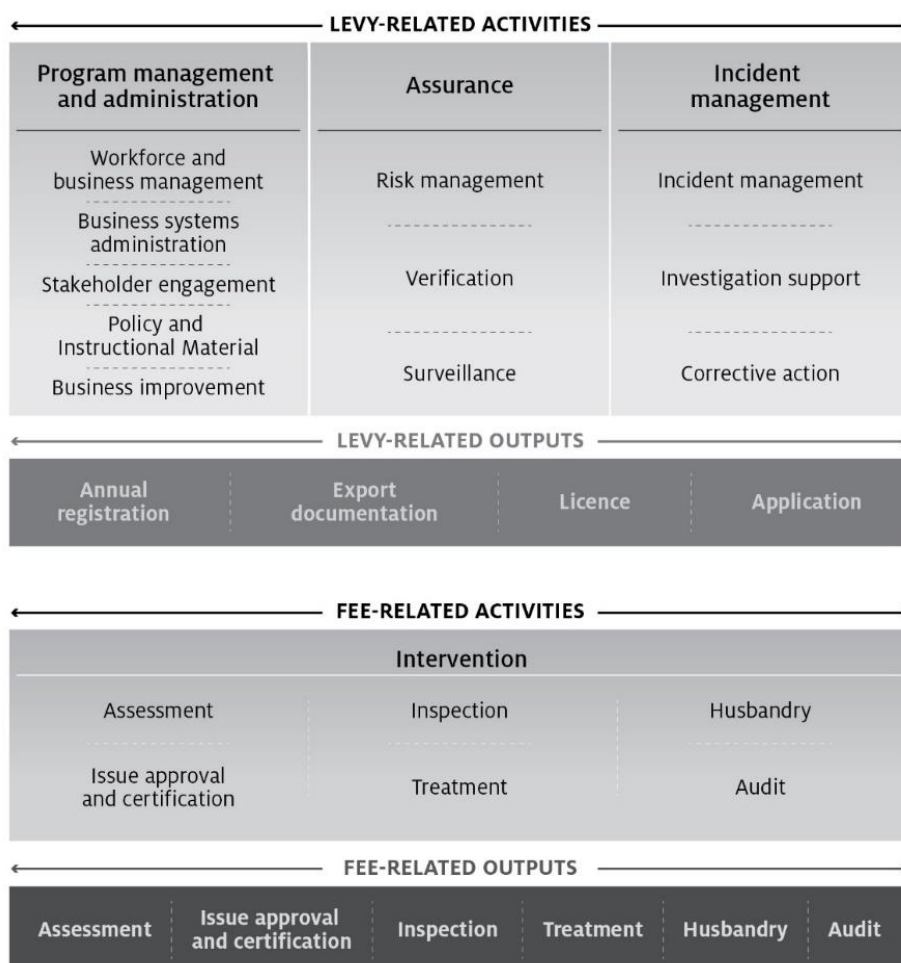 LEVY-RELATED ACTIVITIES
Program management
and administration
Workforce and
business management
Business systems
administration
Stakeholder engagement
Policy and
Instructional Material
Business improvement
Assurance
Risk management
Verification
Surveillance
Incident
management
Incident management
Investigation support
Corrective action
LEVY-RELATED OUTPUTS
Annual
registration
Export
documentation
Licence
Application
FEE-RELATED ACTIVITIES
Intervention
Assessment
Issue approval
and certification
Inspection
Treatment
Husbandry
Audit
FEE-RELATED OUTPUTS
Assessment
Issue approval
and certification
Inspection
Treatment
Husbandry
Audit